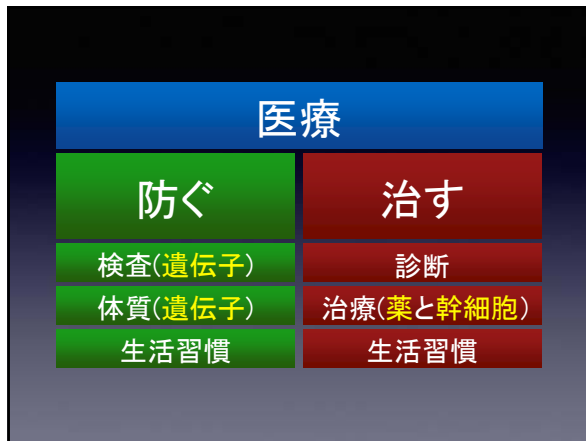 医療
防ぐ 治す
検査(遺伝子) 診断
体質(遺伝子) 治療(薬と幹細胞)
生活習慣 生活習慣